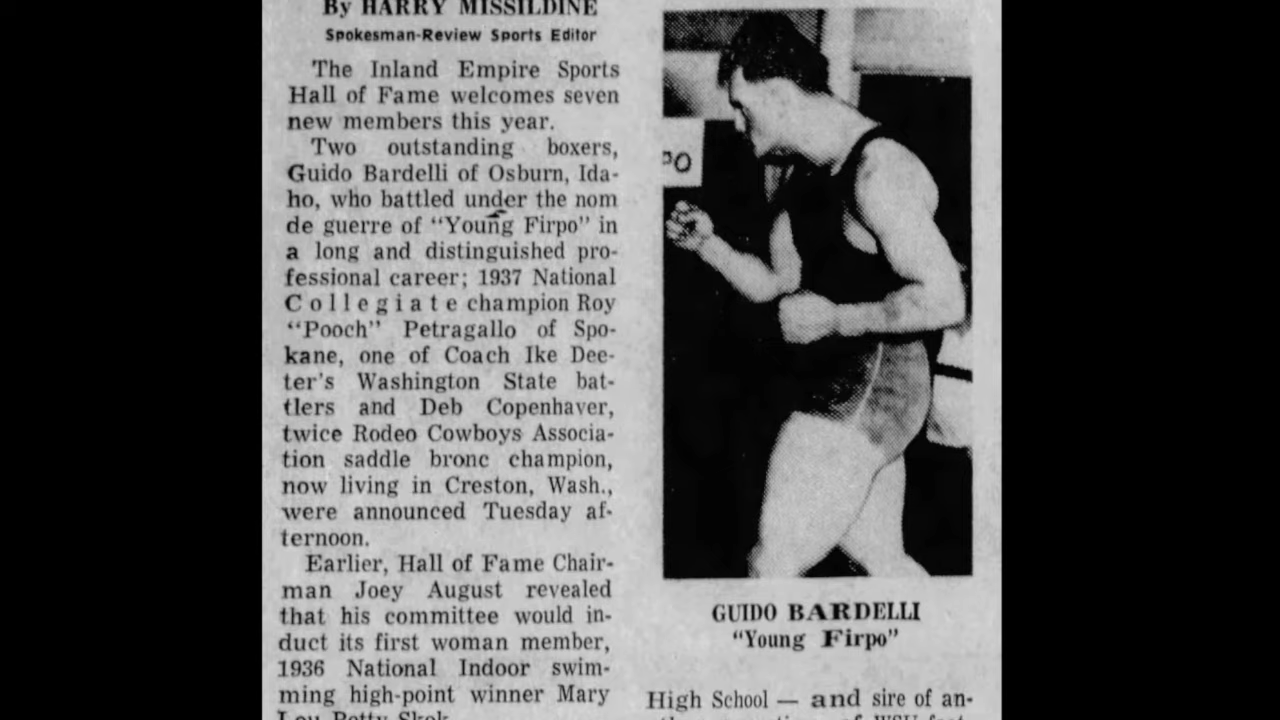 By HARRY MISSILDINE
Spokesman-Review Sports Editor
The Inland Empire Sports
Hall of Fame welcomes seven
new members this year.
Two outstanding boxers,
Guido Bardelli of Osburn, Ida-
ho, who battled under the nom
de guerre of “Young Firpo” in
a long and distinguished pro-
fessional career; 1937 National
Collegiate champion Roy
“Pooch” Petragallo of Spo-
kane, one of Coach Ike Dee-
ter’s Washington State bat-
tlers and Deb Copenhaver,
twice Rodeo Cowboys Associa-
tion saddle bronc champion,
now living in Creston, Wash.,
were announced Tuesday af-
ternoon.
Earlier, Hall of Fame Chair-
man Joey August revealed
that his committee would in-
duct its first woman member,
1936 National Indoor swim-
ming high-point winner Mary
Lou Petty Skok
PO
GUIDO BARDELLI
“Young Firpo”
High School — and sire of an-